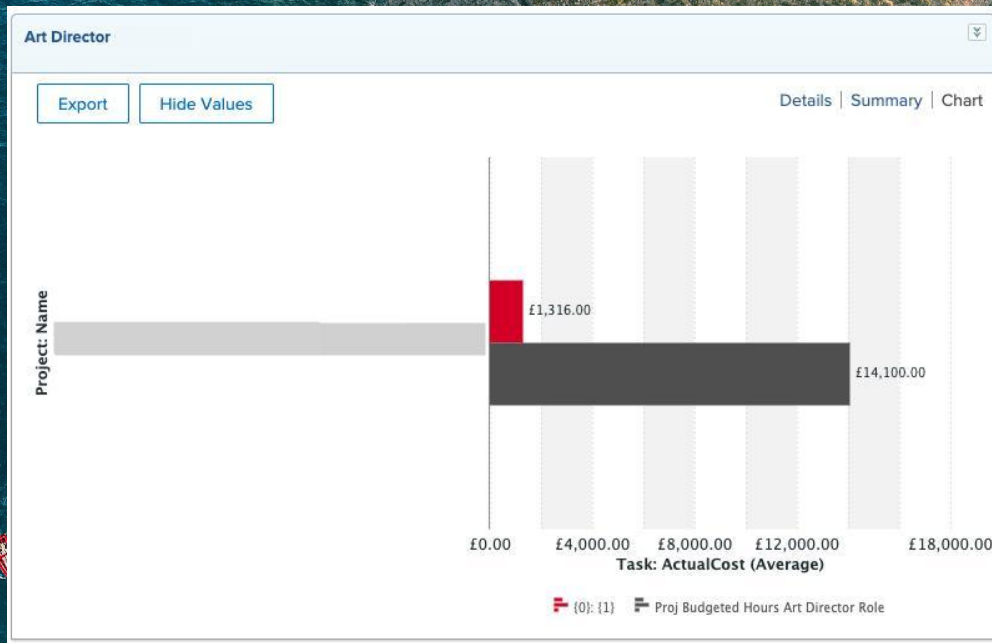 Art Director
Export
Hide Values
Details | Summary | Chart
Project: Name
£1,316.00
£14,100.00
£0.00 £4,000.00 £8,000.00 £12,000.00 £18,000.00
Task: ActualCost (Average)
{0}: {1} Proj Budgeted Hours Art Director Role